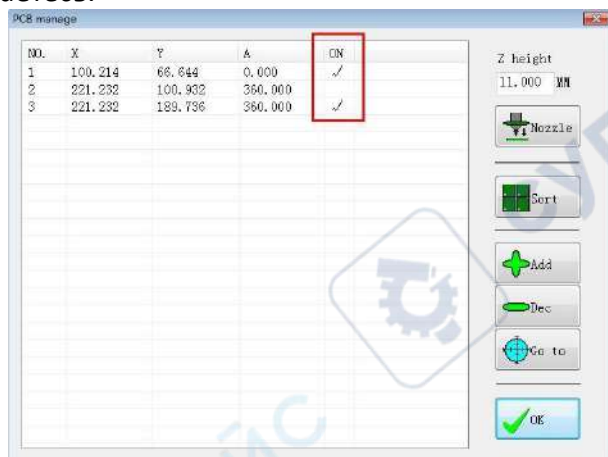 PCB manage
NO. X Y A ON
1 100.214 66.644 0.000 ✓
2 221.232 100.932 360.000
3 221.232 189.736 360.000 ✓
Z height
11.000 MM
Nozzle
Sort
Add
Dec
Go to
OK